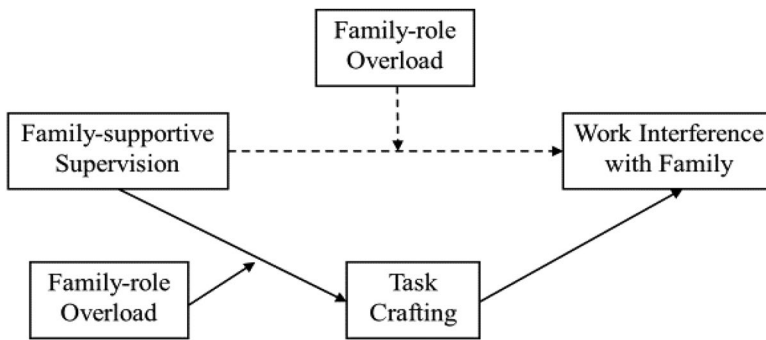 Family-role
Overload
Family-supportive
Supervision
Work Interference
with Family
Family-role
Overload
Task
Crafting